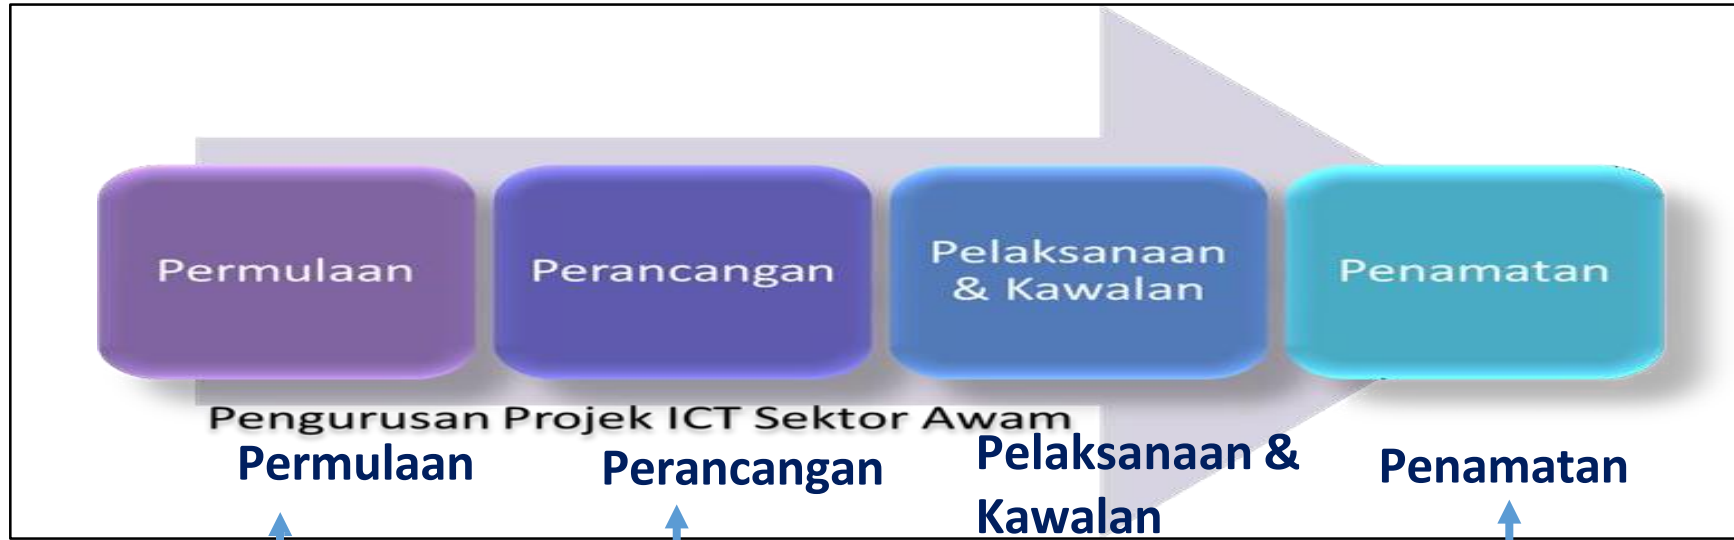 Permulaan
Perancangan
Pelaksanaan
& Kawalan
Penamatan
Pengurusan Projek ICT Sektor Awam
Permulaan
Perancangan
Pelaksanaan &
Kawalan
Penamatan